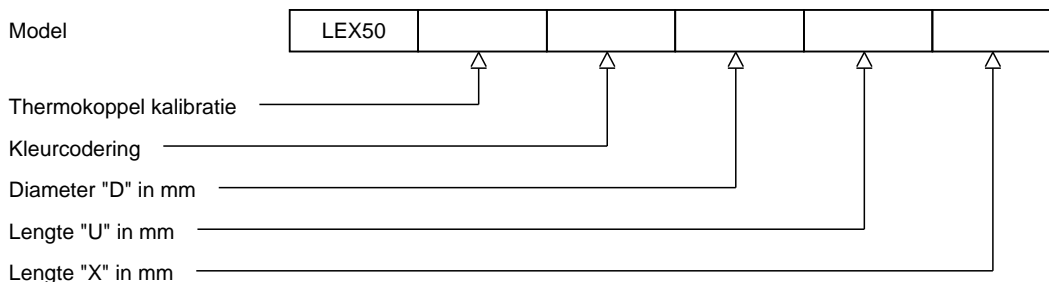 Model LEX50
Thermokoppel kalibratie
Kleurcodering
Diameter "D" in mm
Lengte "U" in mm
Lengte "X" in mm